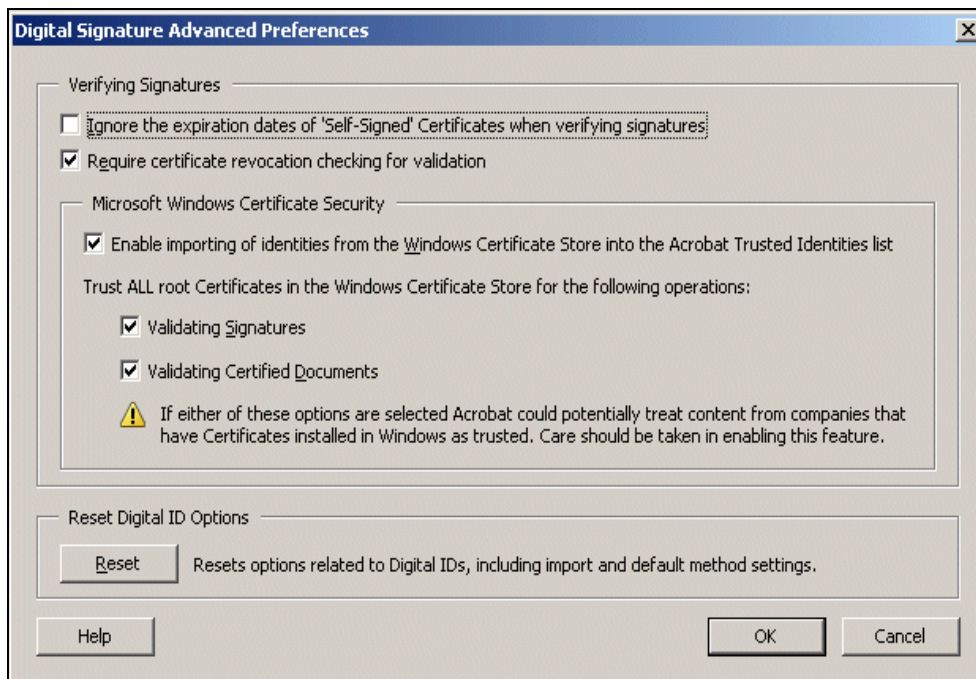 Digital Signature Advanced Preferences
Verifying Signatures
Ignore the expiration dates of 'Self-Signed' Certificates when verifying signatures
Require certificate revocation checking for validation
Microsoft Windows Certificate Security
Enable importing of identities from the Windows Certificate Store into the Acrobat Trusted Identities list
Trust ALL root Certificates in the Windows Certificate Store for the following operations:
Validating Signatures
Validating Certified Documents
If either of these options are selected Acrobat could potentially treat content from companies that
have Certificates installed in Windows as trusted. Care should be taken in enabling this feature.
Reset Digital ID Options
Reset
Resets options related to Digital IDs, including import and default method settings.
Help
OK
Cancel